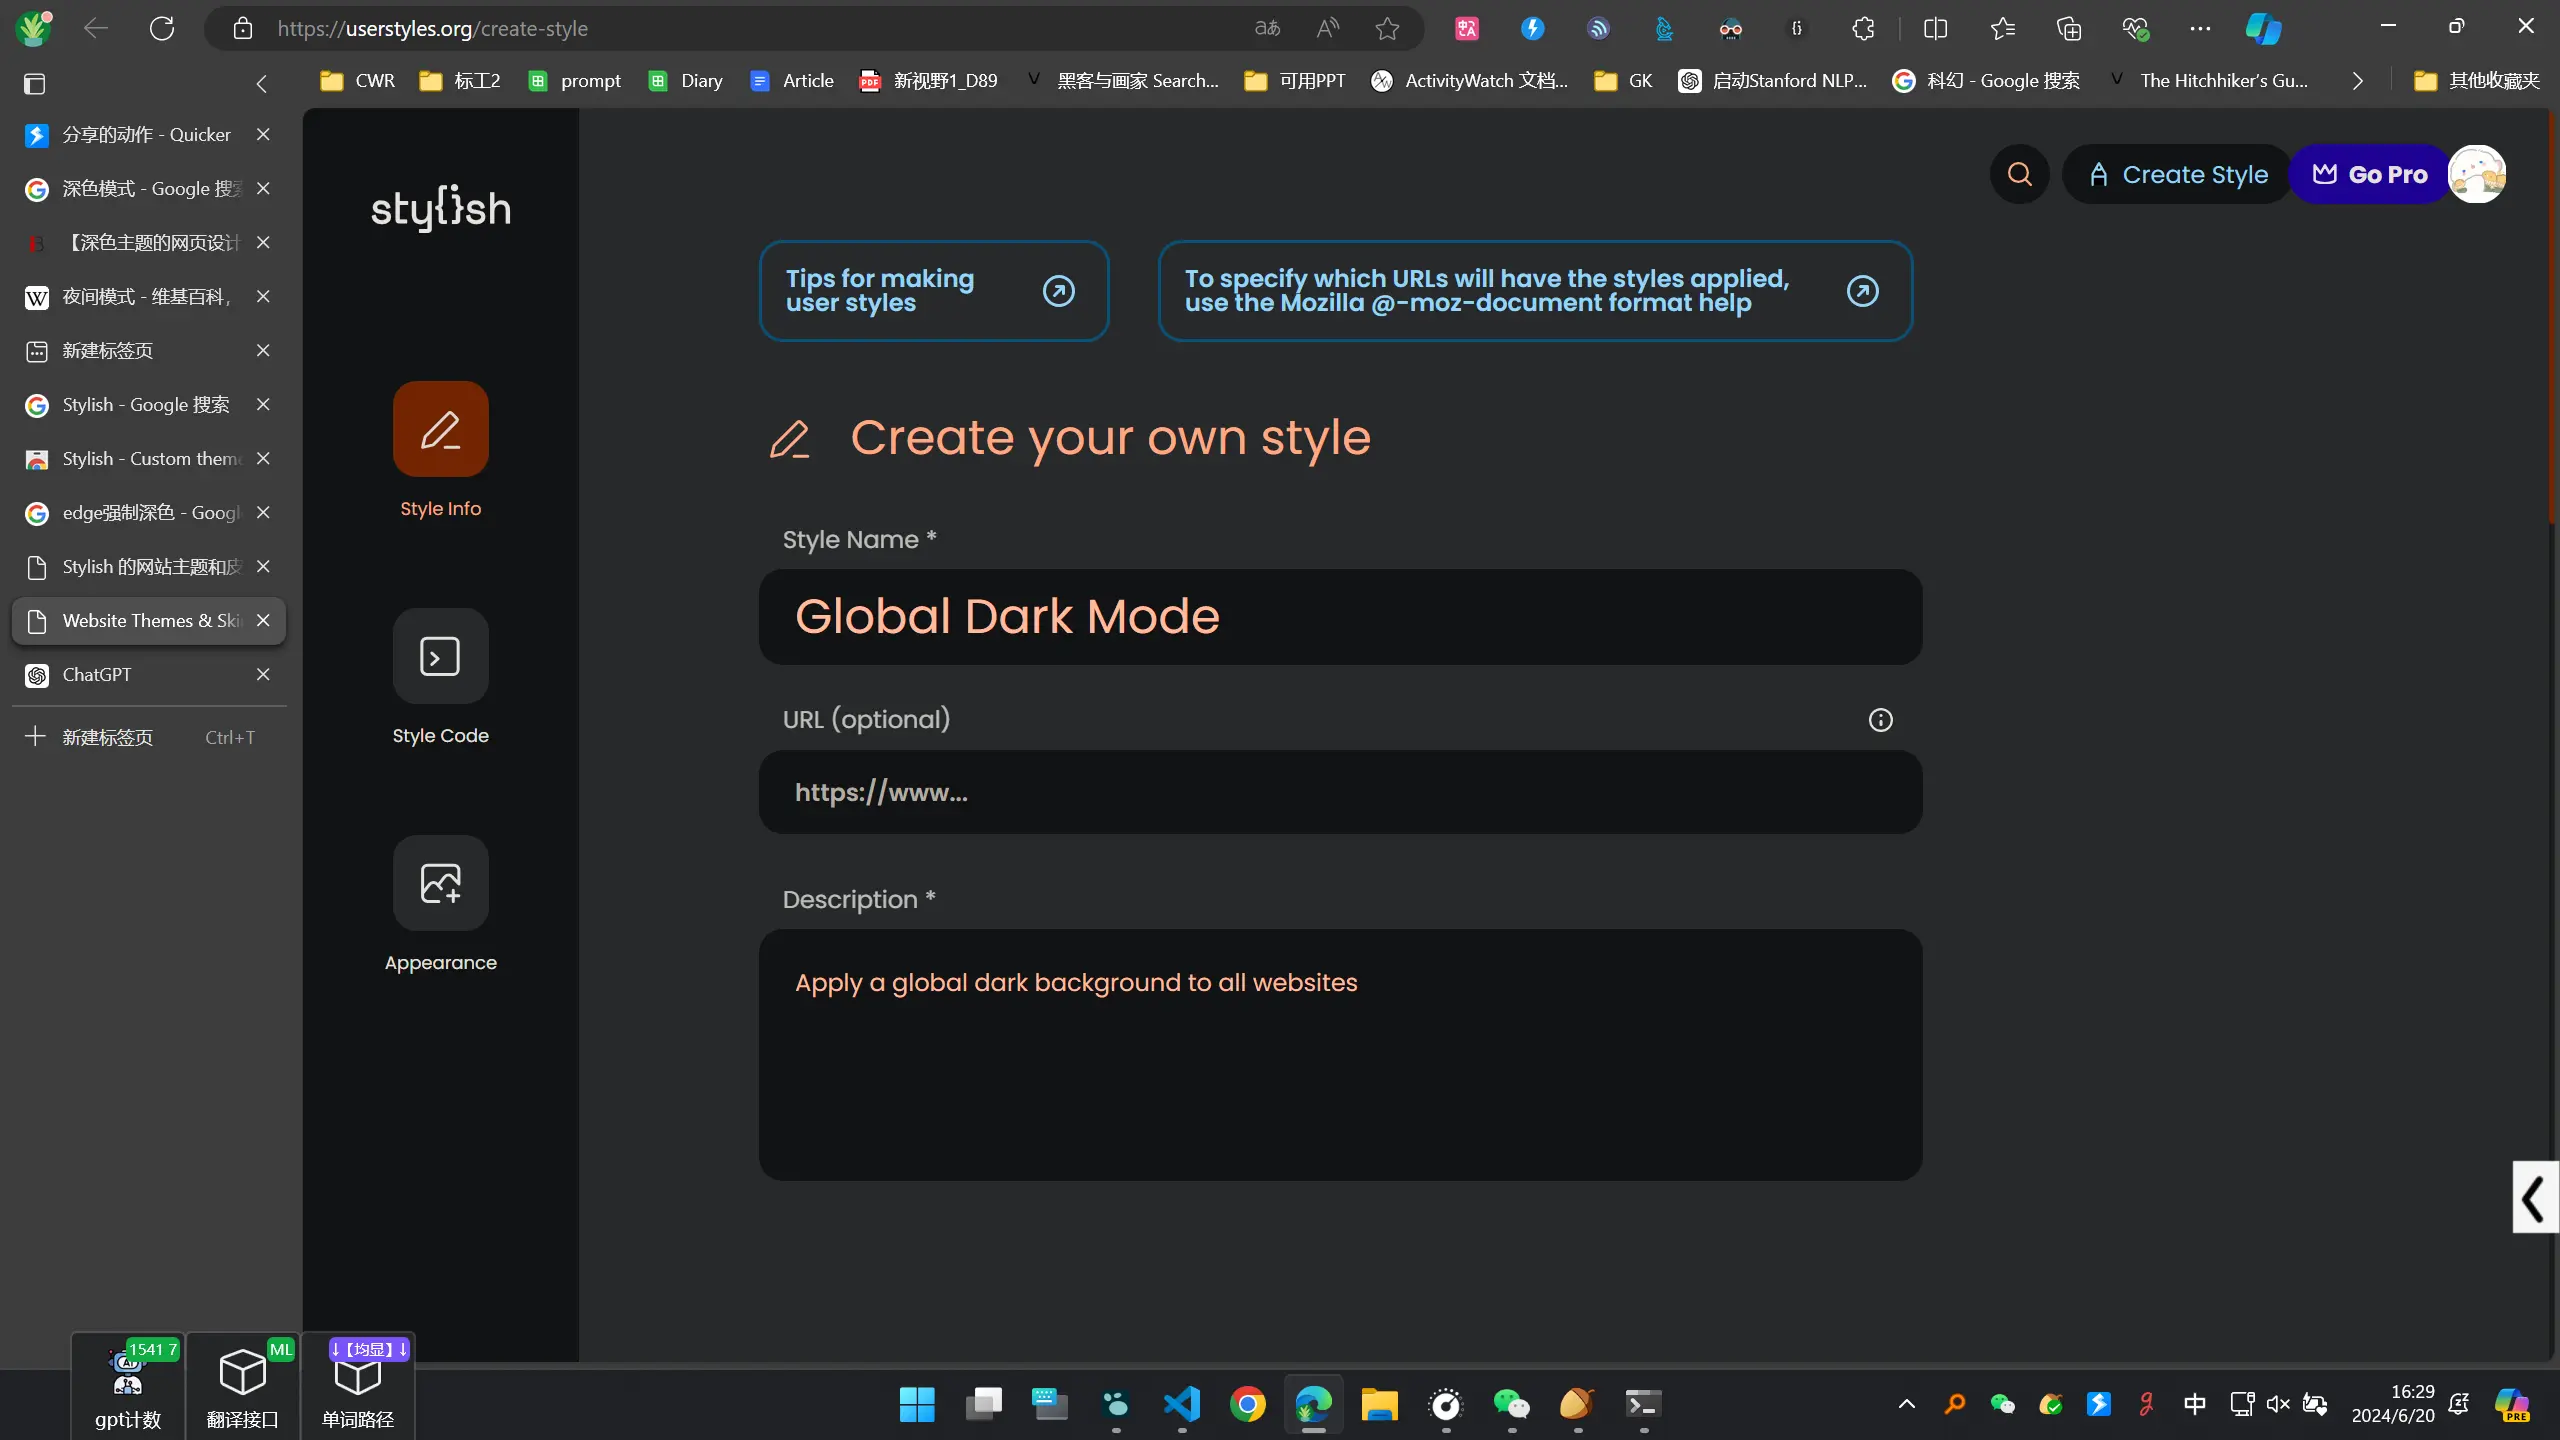 https://userstyles.org/create-style
CWR
标工2
prompt
Diary
Article
新视野1_D89
黑客与画家 Search...
可用PPT
ActivityWatch 文档...
GK
启动Stanford NLP...
科幻 - Google 搜索
The Hitchhiker's Gu...
其他收藏夹
分享的动作 - Quicker
深色模式 - Google 搜索
【深色主题的网页设计
夜间模式 - 维基百科,
新建标签页
Stylish - Google 搜索
Stylish - Custom theme
edge强制深色 - Google
Stylish 的网站主题和皮
Website Themes & Ski
ChatGPT
新建标签页 Ctrl+T
stylish
Style Info
Style Code
Appearance
Create Style
Go Pro
Tips for making
user styles
To specify which URLs will have the styles applied,
use the Mozilla @-moz-document format help
Create your own style
Style Name *
Global Dark Mode
URL (optional)
https://www...
Description *
Apply a global dark background to all websites
1541 7
gpt计数
ML
翻译接口
↓【均显】↓
单词路径
中
16:29
2024/6/20
PRE